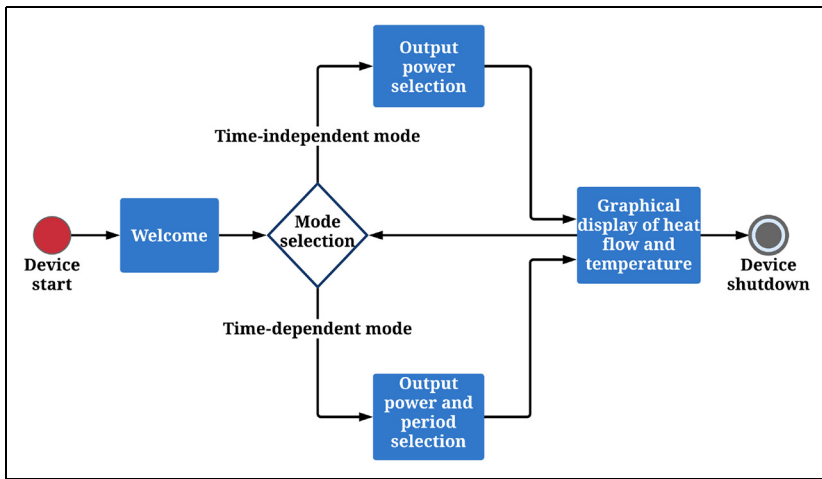 Output
power
selection
Time-independent mode
Device
start
Welcome
Mode
selection
Graphical
display of heat
flow and
temperature
Device
shutdown
Time-dependent mode
Output
power and
period
selection